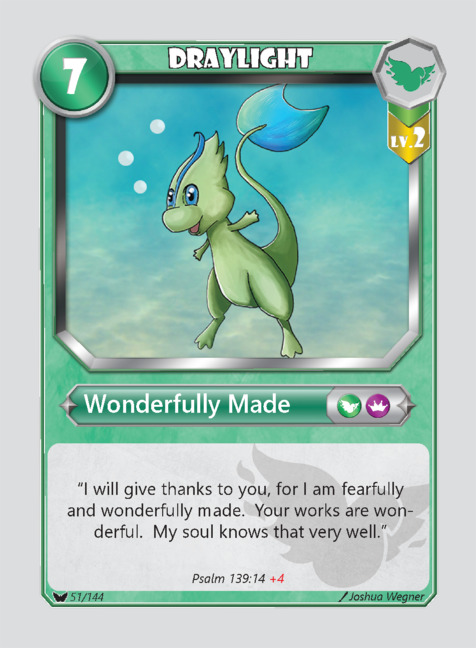 DRAYLIGHT
7
LV.2
Wonderfully Made
“I will give thanks to you, for I am fearfully
and wonderfully made.  Your works are won-
derful.  My soul knows that very well.”
Psalm 139:14 +4
51/144
Joshua Wegner